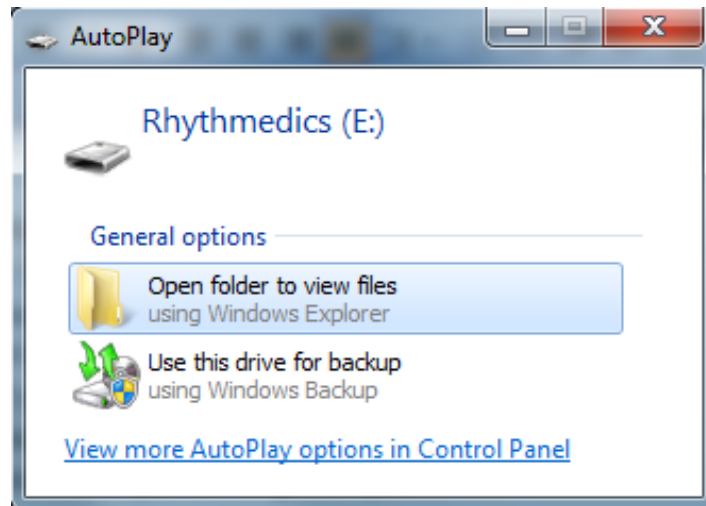 AutoPlay
Rhythmedics (E:)
General options
Open folder to view files
using Windows Explorer
Use this drive for backup
using Windows Backup
View more AutoPlay options in Control Panel